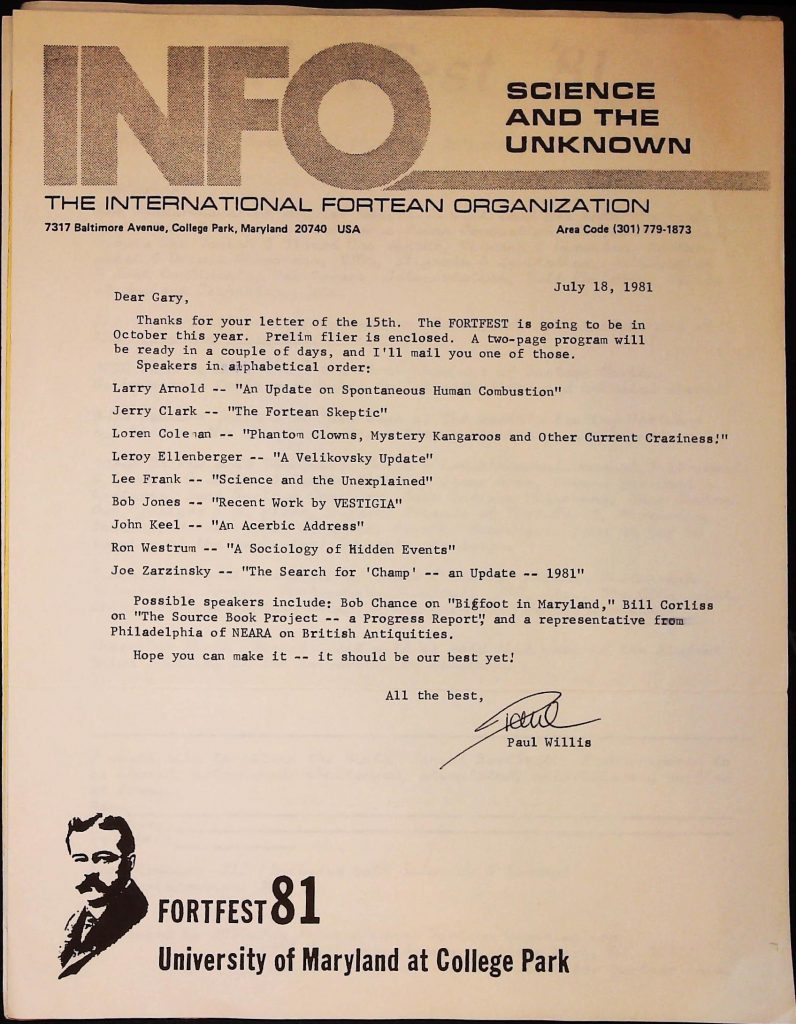 INFO
SCIENCE
AND THE
UNKNOWN
THE INTERNATIONAL FORTEAN ORGANIZATION
7317 Baltimore Avenue, College Park, Maryland 20740 USA
Area Code (301) 779-1873
July 18, 1981
Dear Gary,
Thanks for your letter of the 15th. The FORTFEST is going to be in
October this year. Prelim flier is enclosed. A two-page program will
be ready in a couple of days, and I'll mail you one of those.
Speakers in alphabetical order:
Larry Arnold -- "An Update on Spontaneous Human Combustion"
Jerry Clark -- "The Fortean Skeptic"
Loren Coleman -- "Phantom Clowns, Mystery Kangaroos and Other Current Craziness!"
Leroy Ellenberger -- "A Velikovsky Update"
Lee Frank -- "Science and the Unexplained"
Bob Jones -- "Recent Work by VESTIGIA"
John Keel -- "An Acerbic Address"
Ron Westrum -- "A Sociology of Hidden Events"
Joe Zarzinsky -- "The Search for 'Champ' -- an Update -- 1981"
Possible speakers include: Bob Chance on "Bigfoot in Maryland," Bill Corliss
on "The Source Book Project -- a Progress Report", and a representative from
Philadelphia of NEARA on British Antiquities.
Hope you can make it -- it should be our best yet!
All the best,
Paul
Paul Willis
FORTFEST 81
University of Maryland at College Park